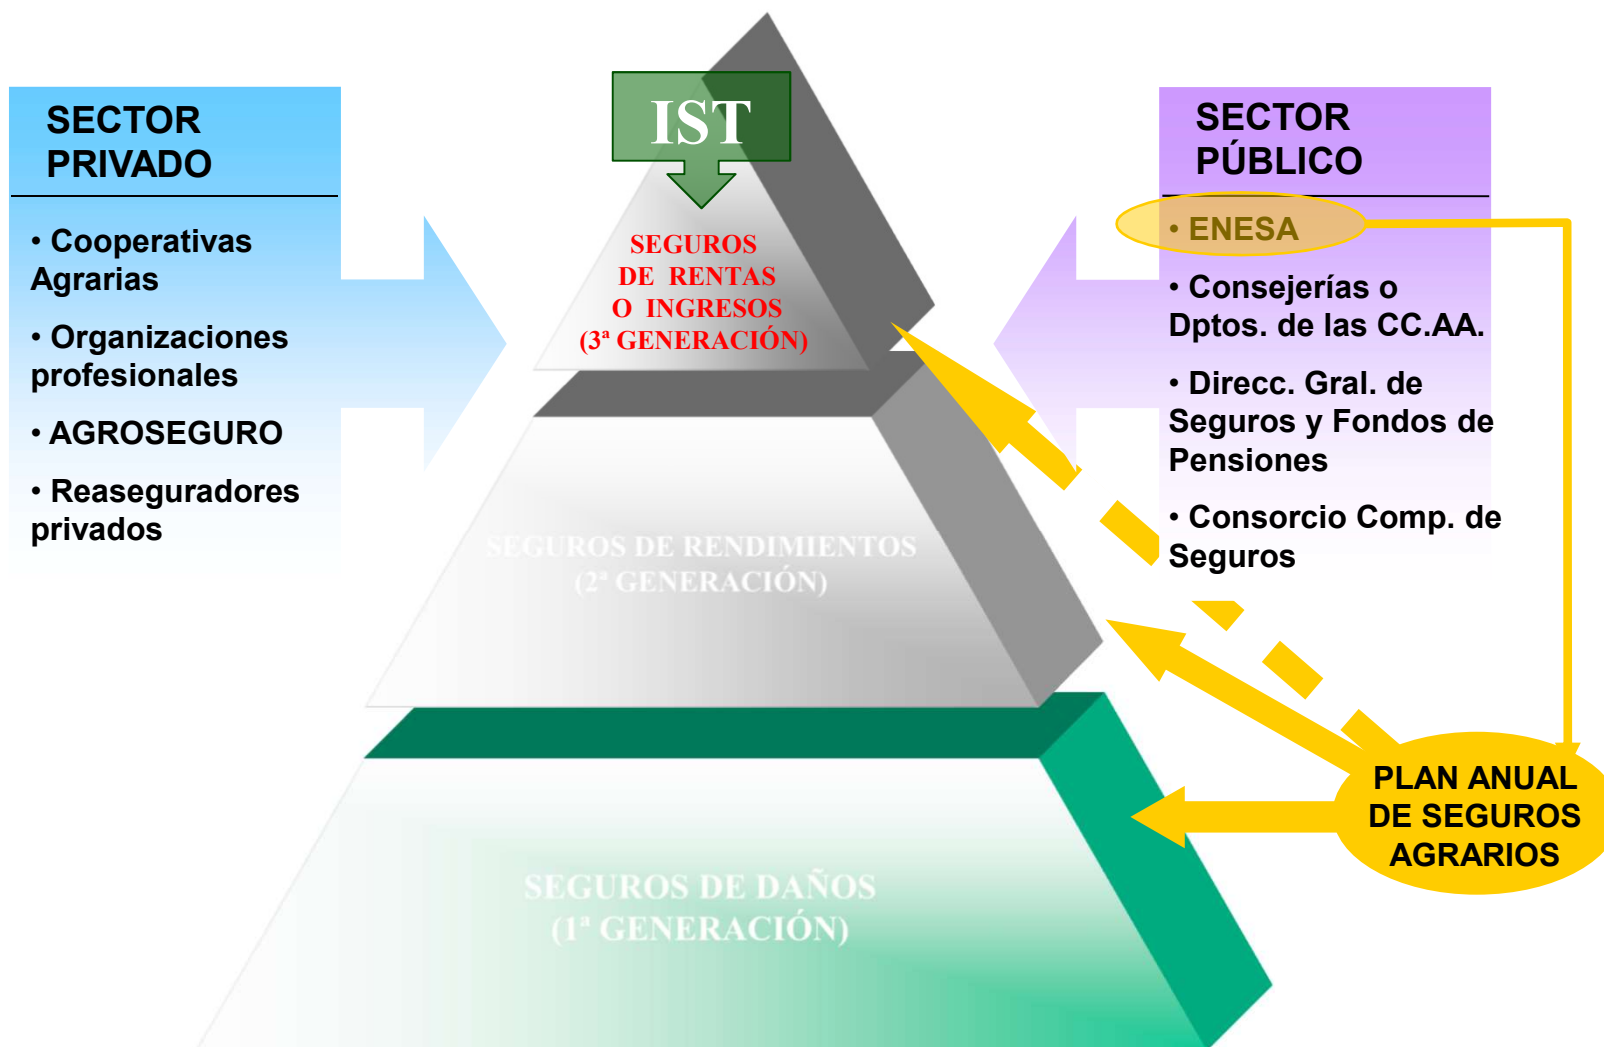 SECTOR
PRIVADO
• Cooperativas
Agrarias
• Organizaciones
profesionales
• AGROSEGURO
• Reaseguradores
privados
IST
SEGUROS
DE RENTAS
O INGRESOS
(3ª GENERACIÓN)
SEGUROS DE RENDIMIENTOS
(2ª GENERACIÓN)
SEGUROS DE DAÑOS
(1ª GENERACIÓN)
SECTOR
PÚBLICO
• ENESA
• Consejerías o
Dptos. de las CC.AA.
• Direcc. Gral. de
Seguros y Fondos de
Pensiones
• Consorcio Comp. de
Seguros
PLAN ANUAL
DE SEGUROS
AGRARIOS